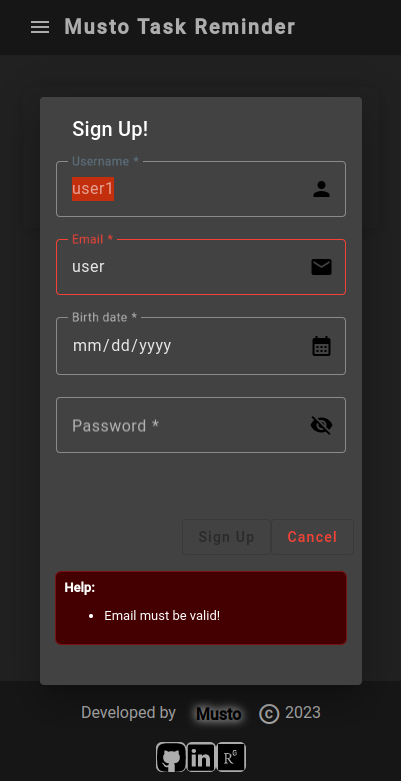 Musto Task Reminder
Sign Up!
Username *
user1
Email *
user
Birth date *
mm/dd/yyyy
Password *
Sign Up Cancel
Help:
• Email must be valid!
Developed by Musto © 2023
in R